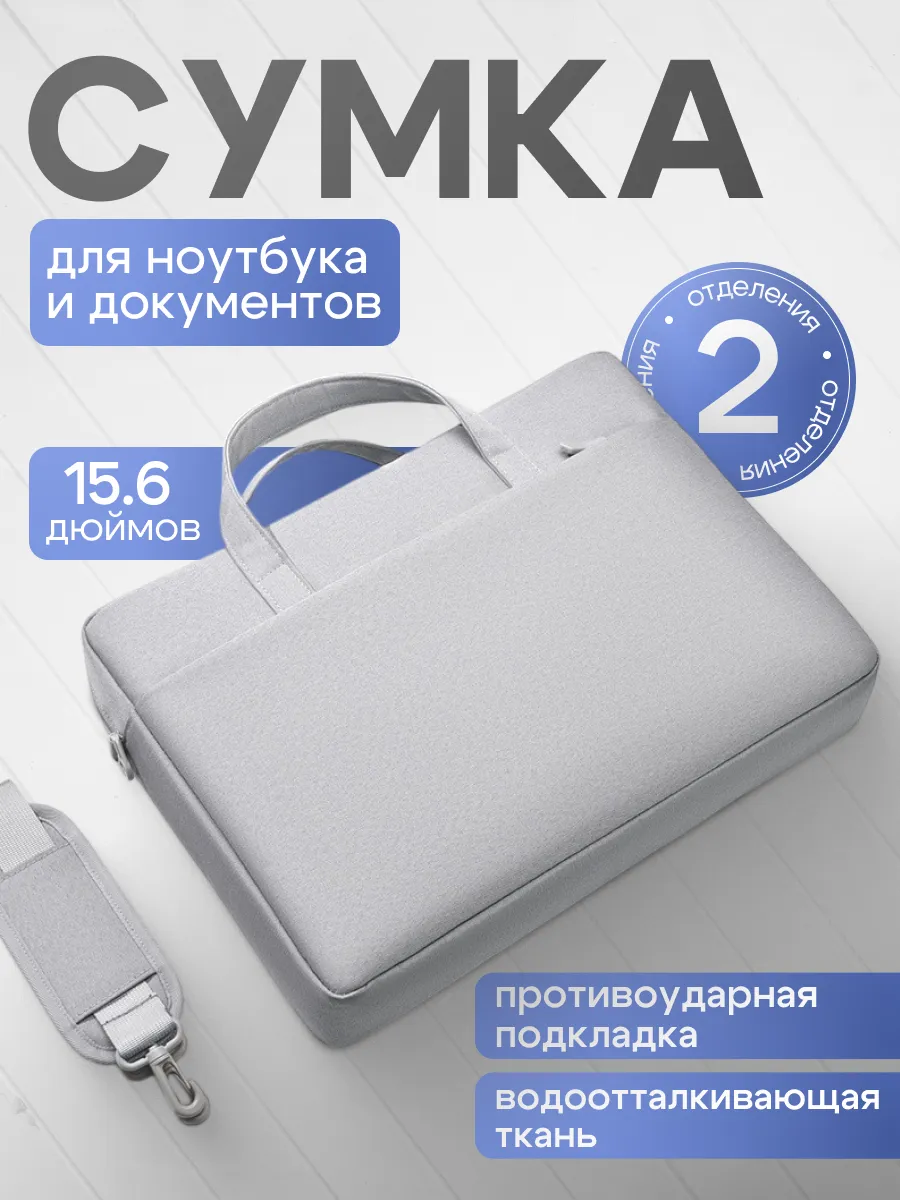 СУМКА
для ноутбука
и документов
отделения
2
отделения
15.6
дюймов
противоударная
подкладка
водоотталкивающая
ткань